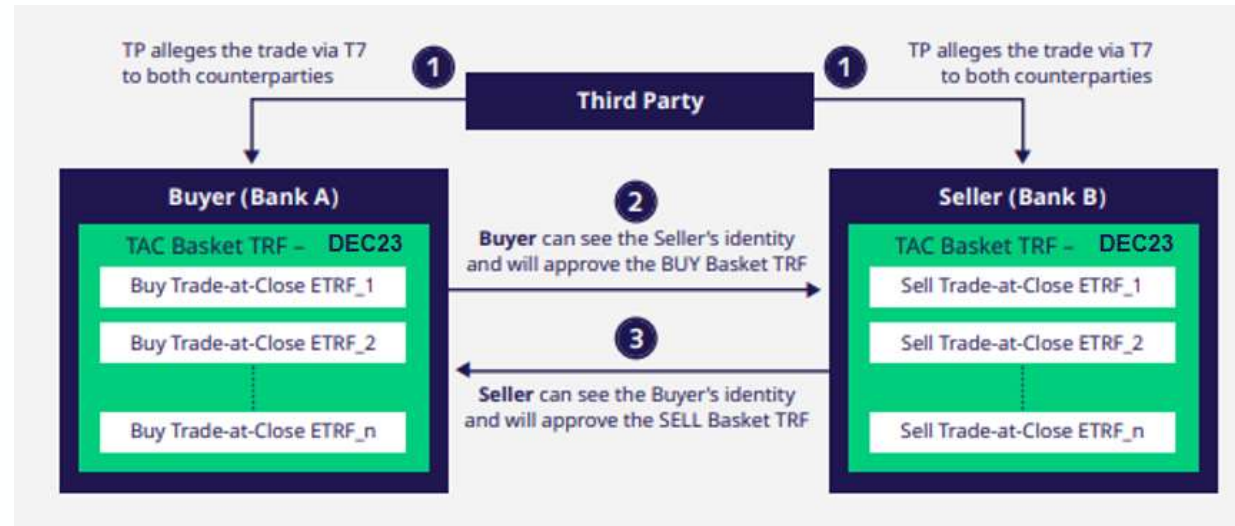 TP alleges the trade via T7
to both counterparties
1
Third Party
1
TP alleges the trade via T7
to both counterparties
Buyer (Bank A)
TAC Basket TRF – DEC23
Buy Trade-at-Close ETRF_1
Buy Trade-at-Close ETRF_2
Buy Trade-at-Close ETRF_n
2
Buyer can see the Seller's identity
and will approve the BUY Basket TRF
3
Seller can see the Buyer's identity
and will approve the SELL Basket TRF
Seller (Bank B)
TAC Basket TRF – DEC23
Sell Trade-at-Close ETRF_1
Sell Trade-at-Close ETRF_2
Sell Trade-at-Close ETRF_n